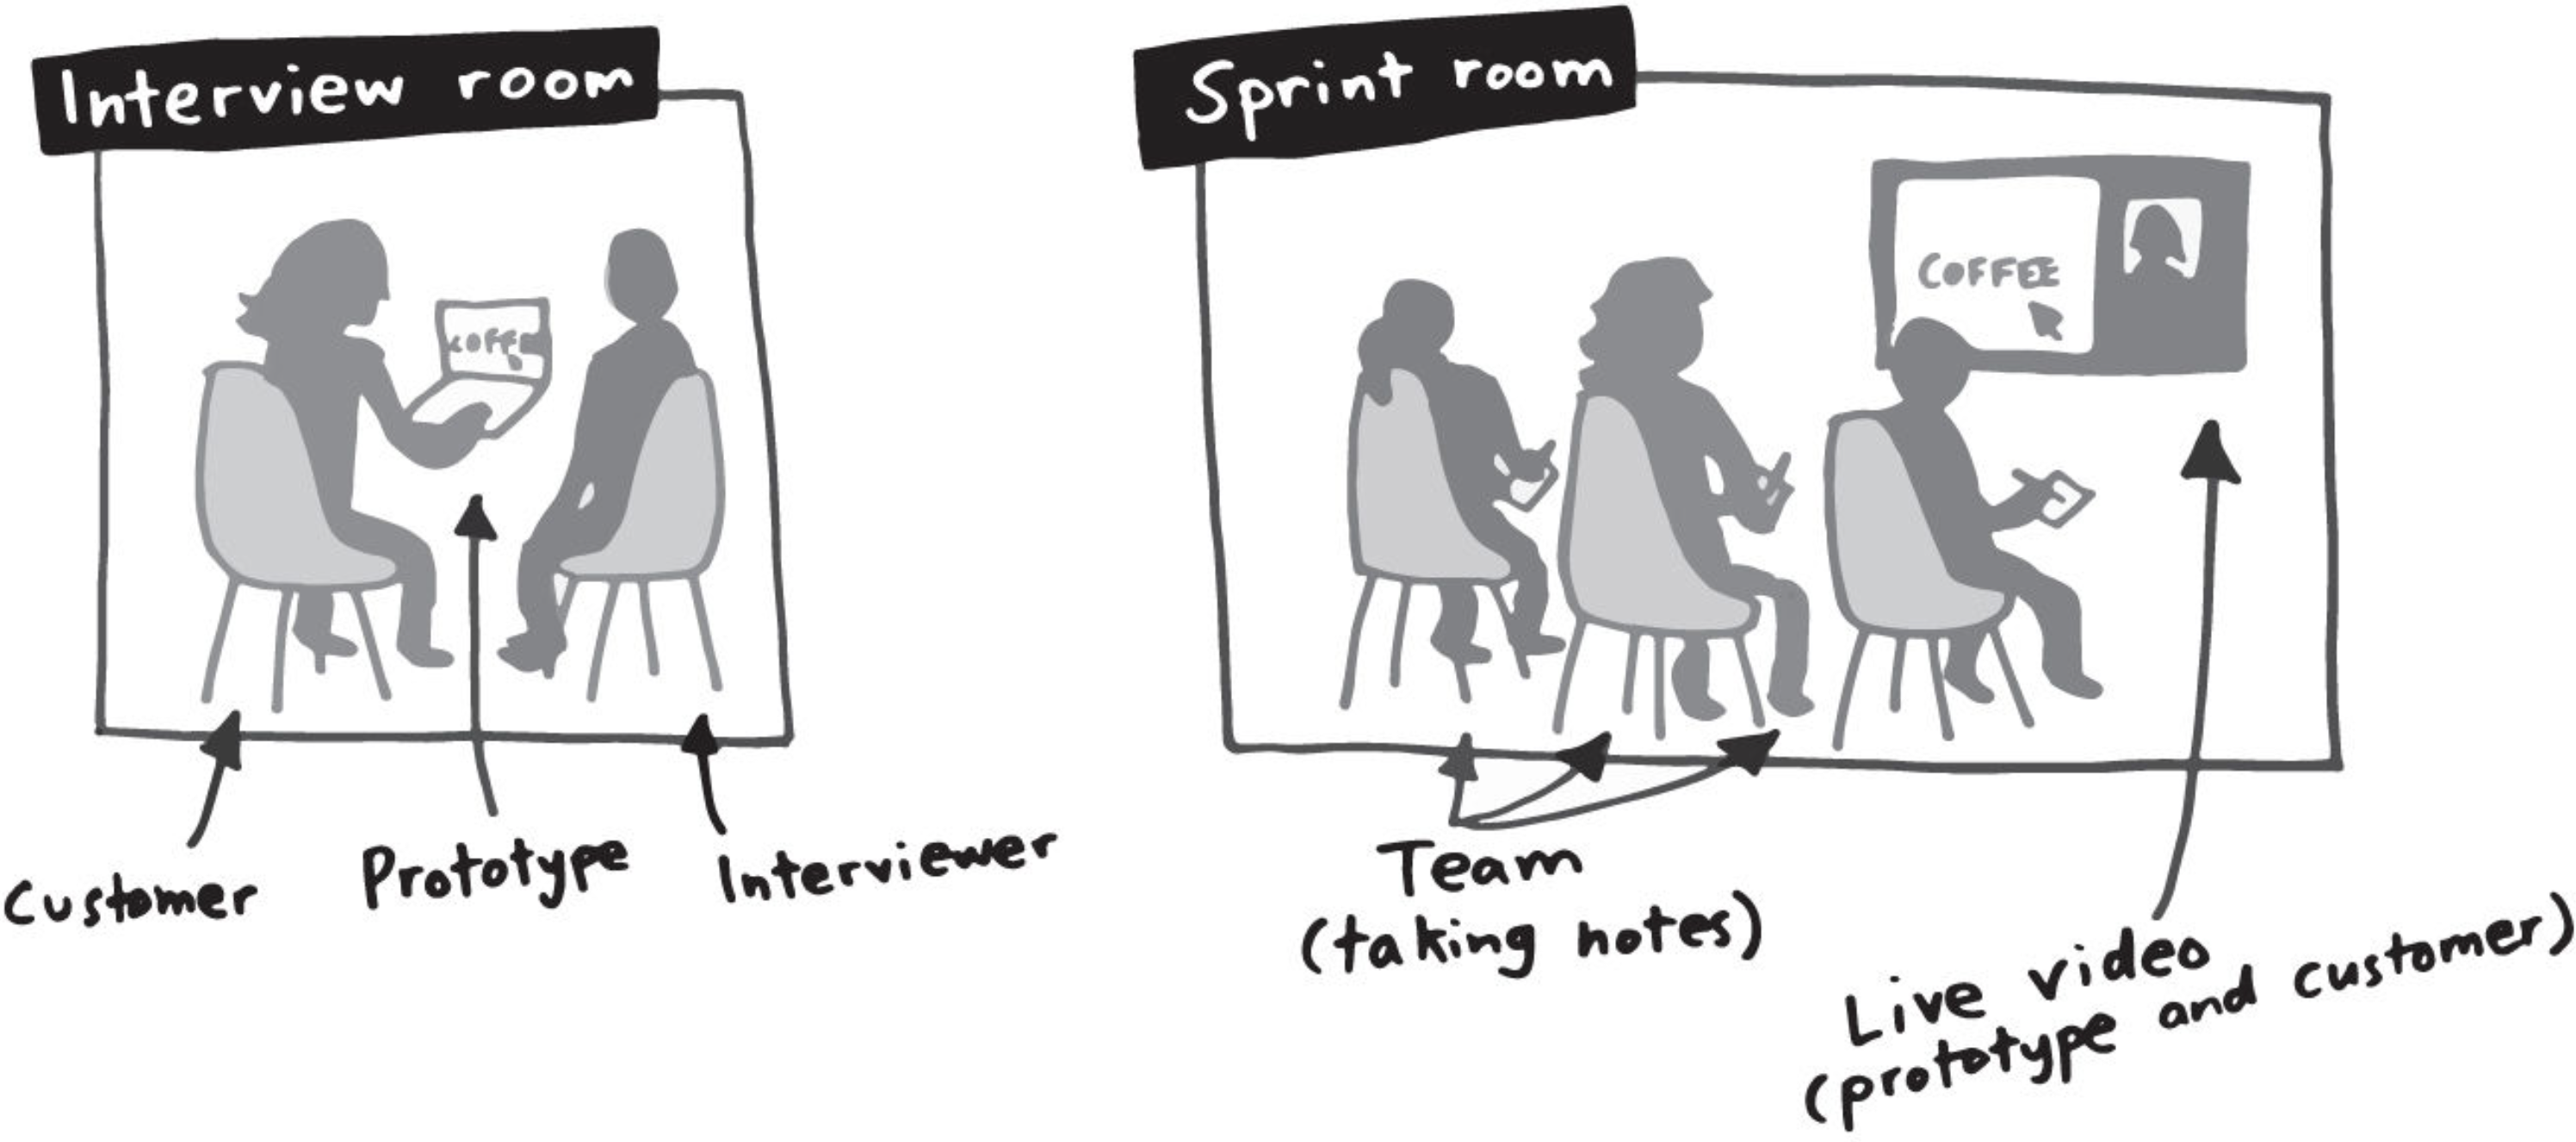 Interview room
COFFEE
Customer
Prototype
Interviewer
Sprint room
COFFEE
Team
(taking notes)
Live video
(prototype and customer)